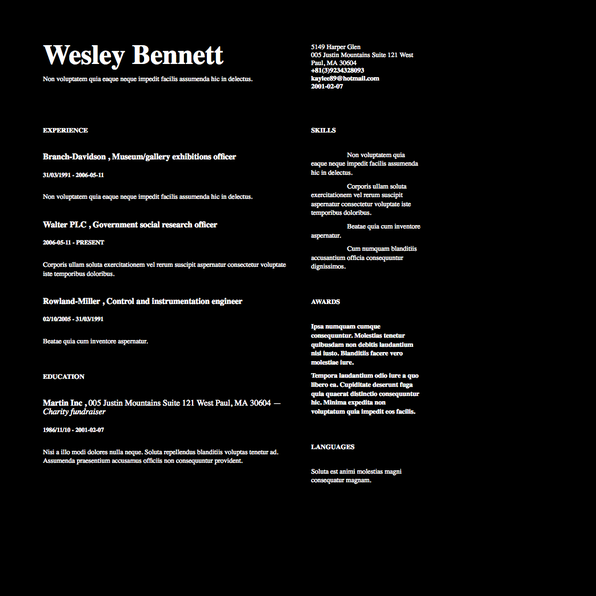 Wesley Bennett
Non voluptatem quia eaque neque impedit facilis assumenda hic in delectus.
EXPERIENCE
Branch-Davidson , Museum/gallery exhibitions officer
31/03/1991 - 2006-05-11
Non voluptatem quia eaque neque impedit facilis assumenda hic in delectus.
Walter PLC , Government social research officer
2006-05-11 - PRESENT
Corporis ullam soluta exercitationem vel rerum suscipit aspernatur consectetur voluptate
iste temporibus doloribus.
Rowland-Miller , Control and instrumentation engineer
02/10/2005 - 31/03/1991
Beatae quia cum inventore aspernatur.
EDUCATION
Martin Inc , 005 Justin Mountains Suite 121 West Paul, MA 30604 —
Charity fundraiser
1986/11/10 - 2001-02-07
Nisi a illo modi dolores nulla neque. Soluta repellendus blanditiis voluptas tenetur ad.
Assumenda praesentium accusamus officiis non consequuntur provident.
5149 Harper Glen
005 Justin Mountains Suite 121 West
Paul, MA 30604
+81(3)9234328093
kaylee89@hotmail.com
2001-02-07
SKILLS
Non voluptatem quia
eaque neque impedit facilis assumenda
hic in delectus.
Corporis ullam soluta
exercitationem vel rerum suscipit
aspernatur consectetur voluptate iste
temporibus doloribus.
Beatae quia cum inventore
aspernatur.
Cum numquam blanditiis
accusantium officia consequuntur
dignissimos.
AWARDS
Ipsa numquam cumque
consequuntur. Molestias tenetur
quibusdam non debitis laudantium
nisi iusto. Blanditiis facere vero
molestiae iure.
Tempora laudantium odio iure a quo
libero ea. Cupiditate deserunt fuga
quia quaerat distinctio consequuntur
hic. Minima expedita non
voluptatum quia impedit eos facilis.
LANGUAGES
Soluta est animi molestias magni
consequatur magnam.